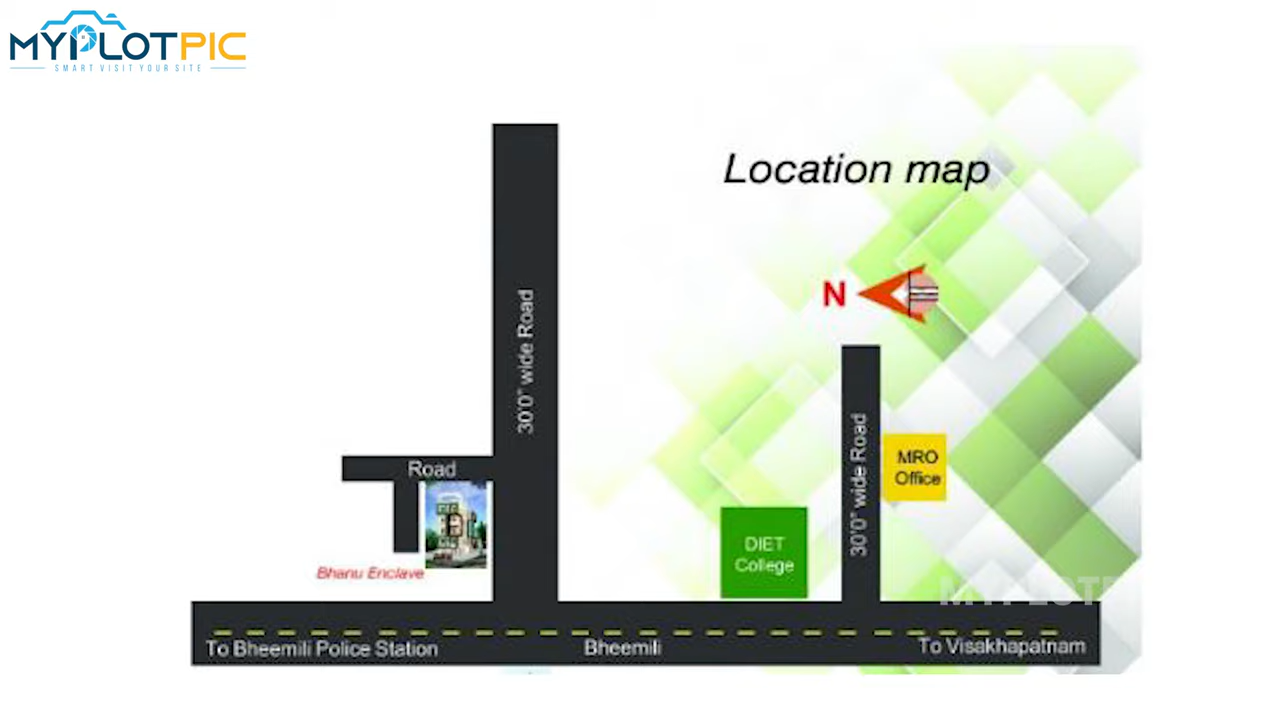 MYPLOTPIC
SMART VISIT YOUR SITE
Location map
N
30'0" wide Road
30'0" wide Road
MRO
Office
Road
DIET
College
Bhanu Enclave
MYPLOT
To Bheemili Police Station
Bheemili
To Visakhapatnam